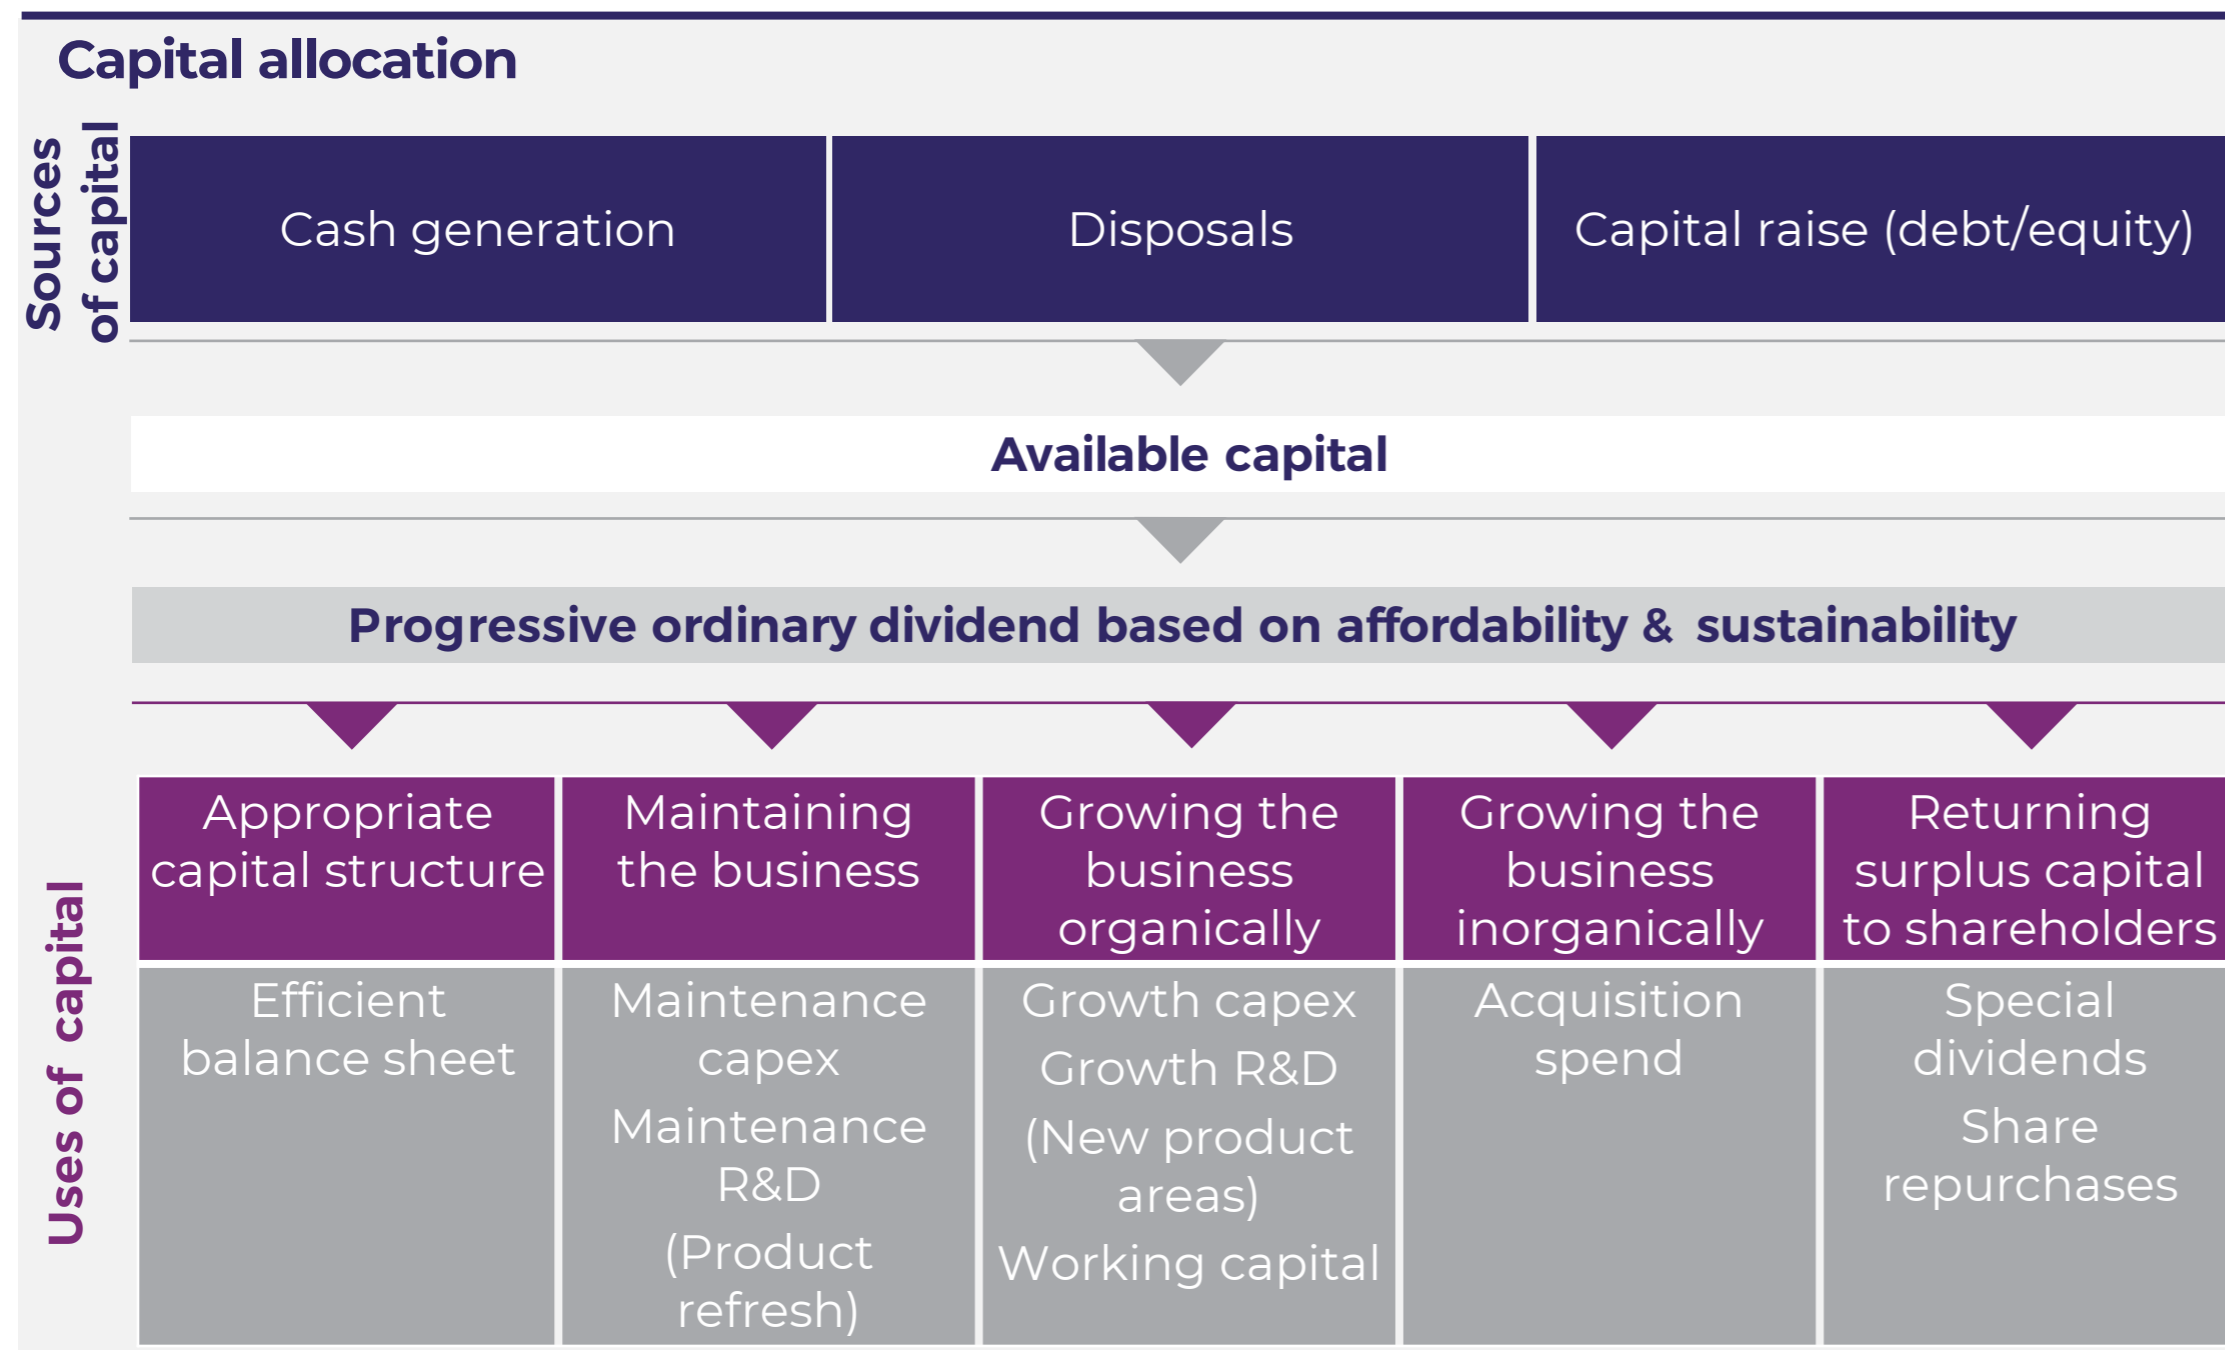 Capital allocation
Sources
of capital
Cash generation
Disposals
Capital raise (debt/equity)
Available capital
Progressive ordinary dividend based on affordability & sustainability
Uses of capital
Appropriate
capital structure
Efficient
balance sheet
Maintaining
the business
Maintenance
capex
Maintenance
R&D
(Product
refresh)
Growing the
business
organically
Growth capex
Growth R&D
(New product
areas)
Working capital
Growing the
business
inorganically
Acquisition
spend
Returning
surplus capital
to shareholders
Special
dividends
Share
repurchases